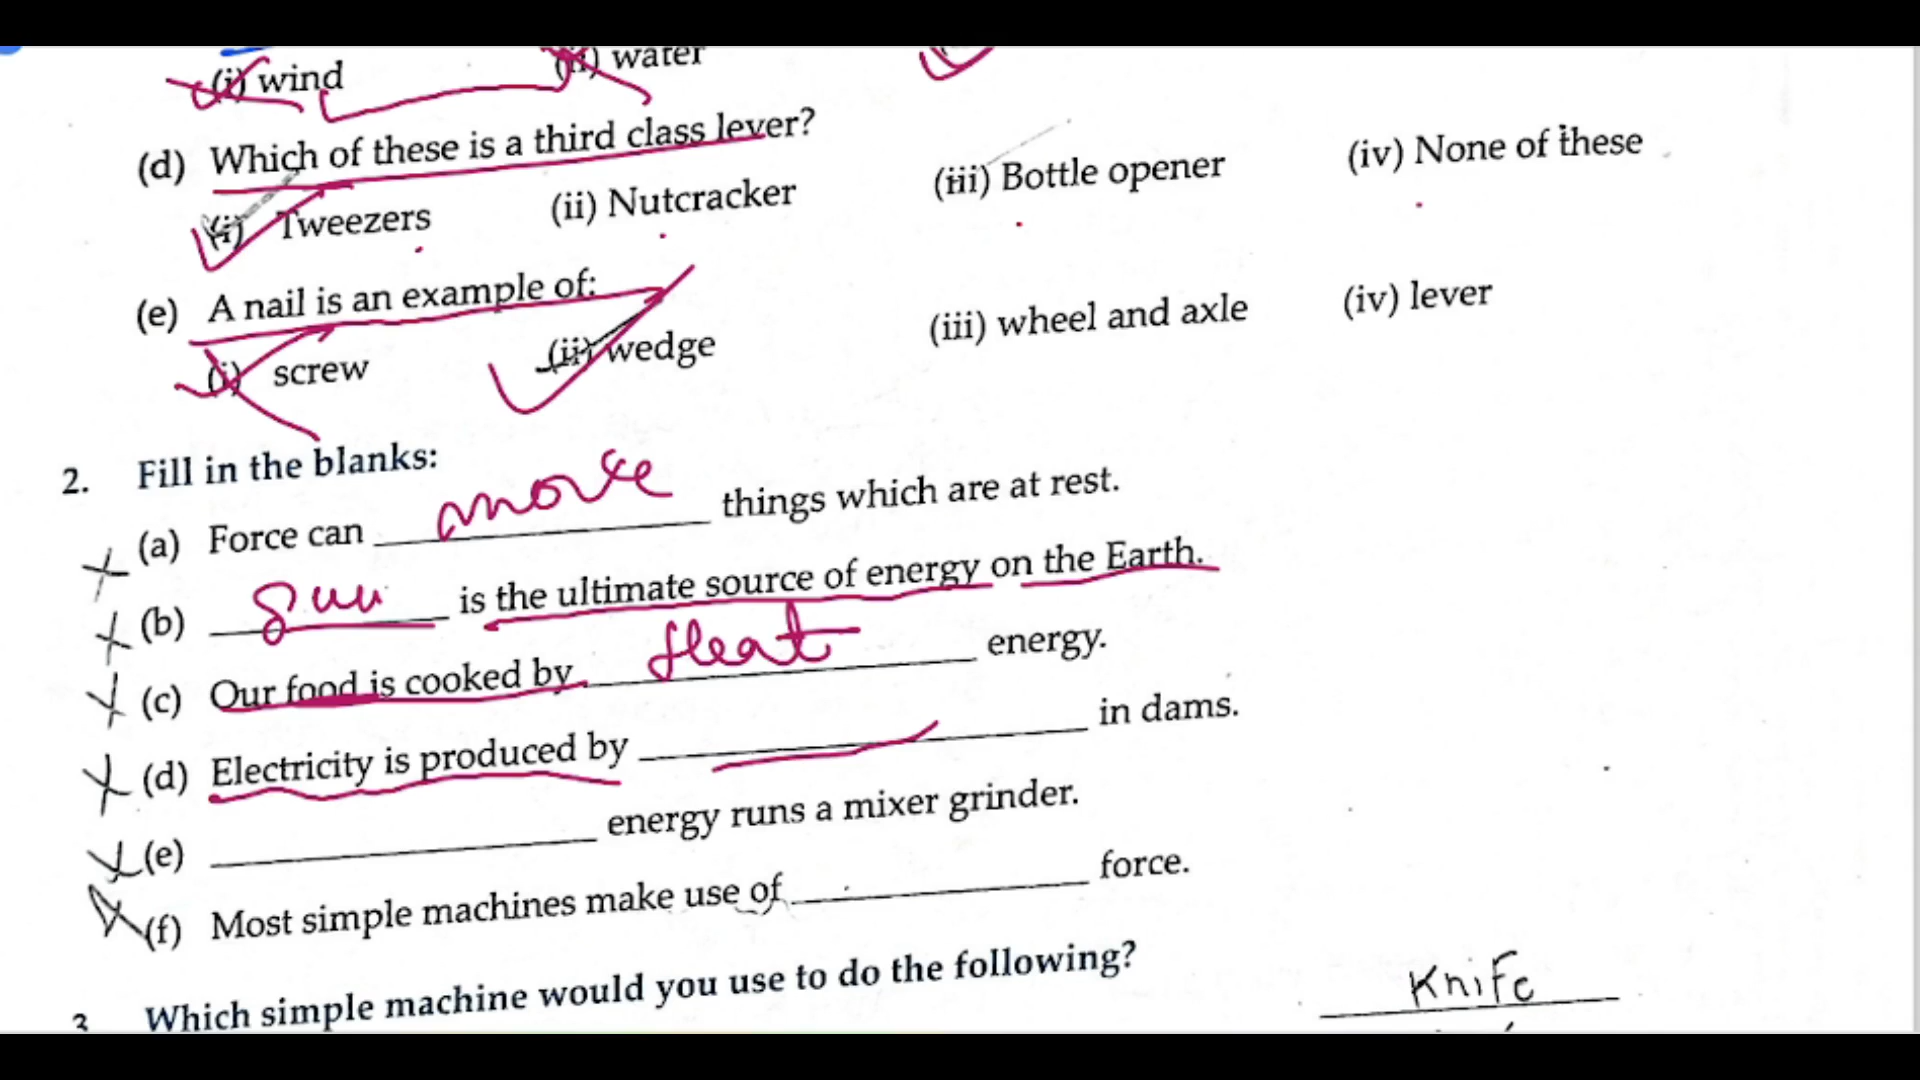 (i) wind (ii) water
(d) Which of these is a third class lever?
(i) Tweezers (ii) Nutcracker (iii) Bottle opener (iv) None of these
(e) A nail is an example of:
(i) screw (ii) wedge (iii) wheel and axle (iv) lever
2. Fill in the blanks:
(a) Force can move things which are at rest.
(b) Sun is the ultimate source of energy on the Earth.
(c) Our food is cooked by Heat energy.
(d) Electricity is produced by ____ in dams.
(e) ____ energy runs a mixer grinder.
(f) Most simple machines make use of ____ force.
3 Which simple machine would you use to do the following?
Knife